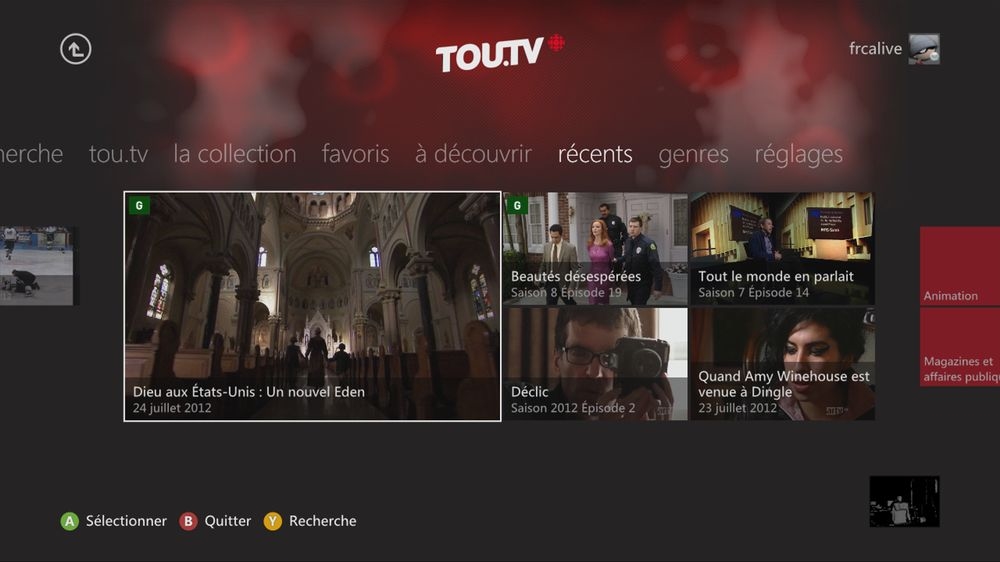 TOU.TV
frcalive
herche tou.tv la collection favoris à découvrir récents genres réglages
G
Dieu aux États-Unis : Un nouvel Eden
24 juillet 2012
G
Beautés désespérées
Saison 8 Épisode 19
Tout le monde en parlait
Saison 7 Épisode 14
Déclic
Saison 2012 Épisode 2
Quand Amy Winehouse est
venue à Dingle
23 juillet 2012
Animation
Magazines et
affaires publiq
A Sélectionner B Quitter Y Recherche